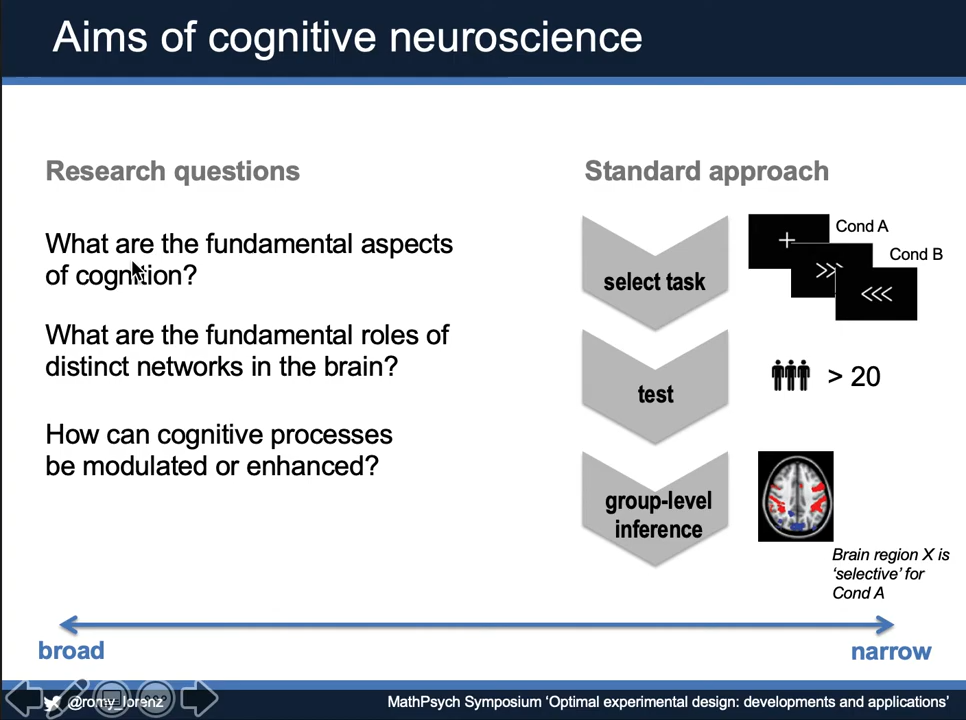 Aims of cognitive neuroscience
Research questions
What are the fundamental aspects
of cognition?
What are the fundamental roles of
distinct networks in the brain?
How can cognitive processes
be modulated or enhanced?
Standard approach
select task
Cond A
Cond B
+
>>>
<<<
test
> 20
group-level
inference
Brain region X is
‘selective’ for
Cond A
broad
narrow
@romy_lorenz
MathPsych Symposium ‘Optimal experimental design: developments and applications’